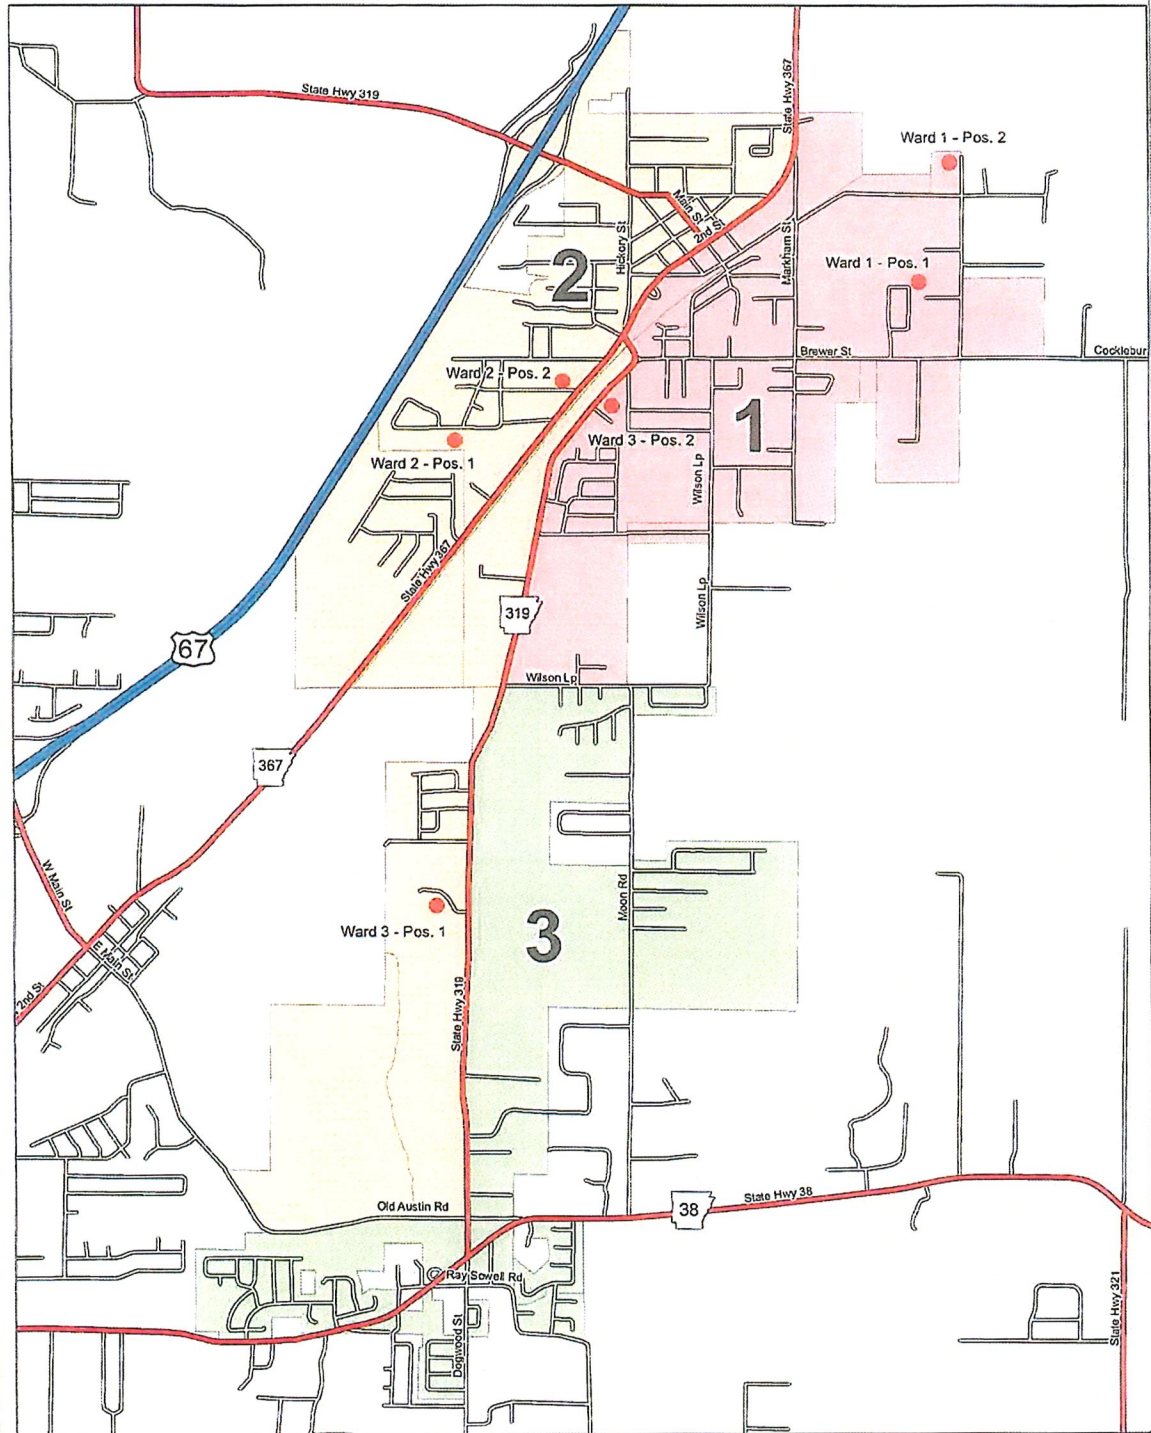 State Hwy 319
State Hwy 367
Ward 1 - Pos. 2
Main St
2nd St
Hickory St
Markham St
Ward 1 - Pos. 1
2
Brewer St
Cocklebur
Ward 2 - Pos. 2
1
Ward 3 - Pos. 2
Ward 2 - Pos. 1
Wilson Lp
State Hwy 367
319
Wilson Lp
67
Wilson Lp
367
W Main St
Moon Rd
Ward 3 - Pos. 1
3
E Main St
2nd St
State Hwy 319
Old Austin Rd
38
State Hwy 38
Ray Sowell Rd
Dogwood St
State Hwy 321